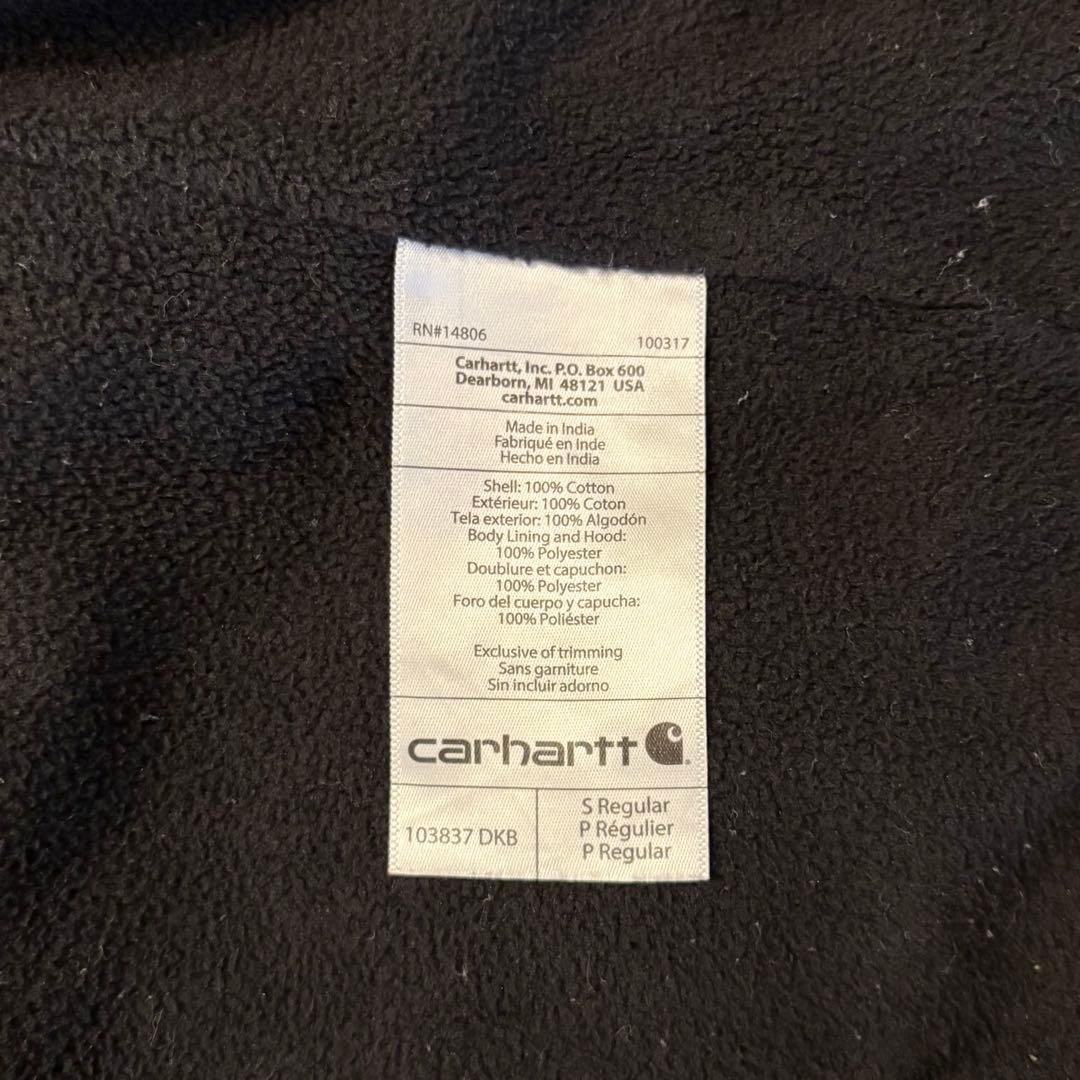 RN#14806 100317
Carhartt, Inc. P.O. Box 600
Dearborn, MI 48121 USA
carhartt.com
Made in India
Fabriqué en Inde
Hecho en India
Shell: 100% Cotton
Extérieur: 100% Coton
Tela exterior: 100% Algodón
Body Lining and Hood:
100% Polyester
Doublure et capuchon:
100% Polyester
Foro del cuerpo y capucha:
100% Poliéster
Exclusive of trimming
Sans garniture
Sin incluir adorno
carhartt
103837 DKB
S Regular
P Régulier
P Regular